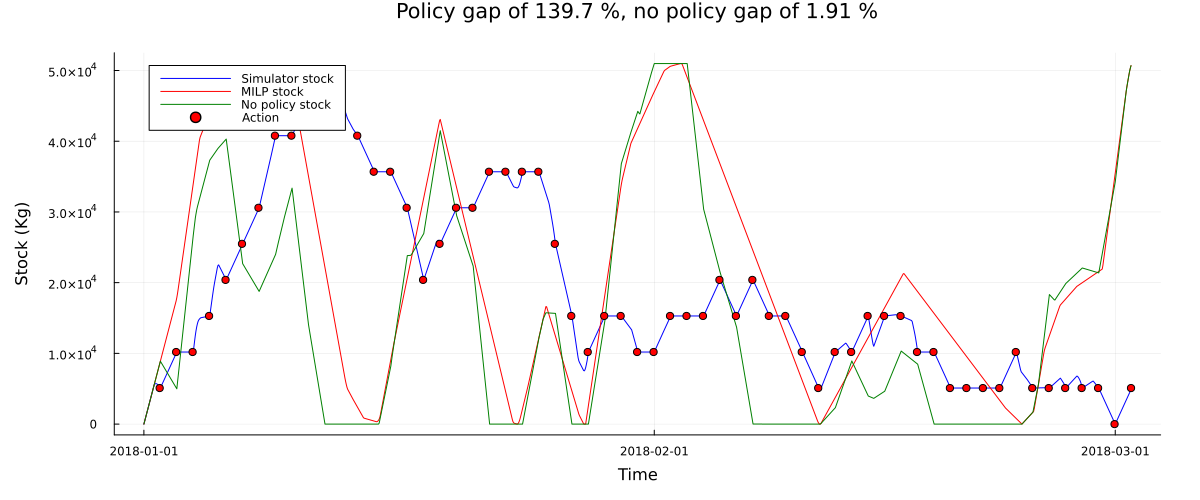 Policy gap of 139.7 %, no policy gap of 1.91 %
Stock (Kg)
5.0×10⁴
4.0×10⁴
3.0×10⁴
2.0×10⁴
1.0×10⁴
0
Simulator stock
MILP stock
No policy stock
Action
2018-01-01
2018-02-01
2018-03-01
Time